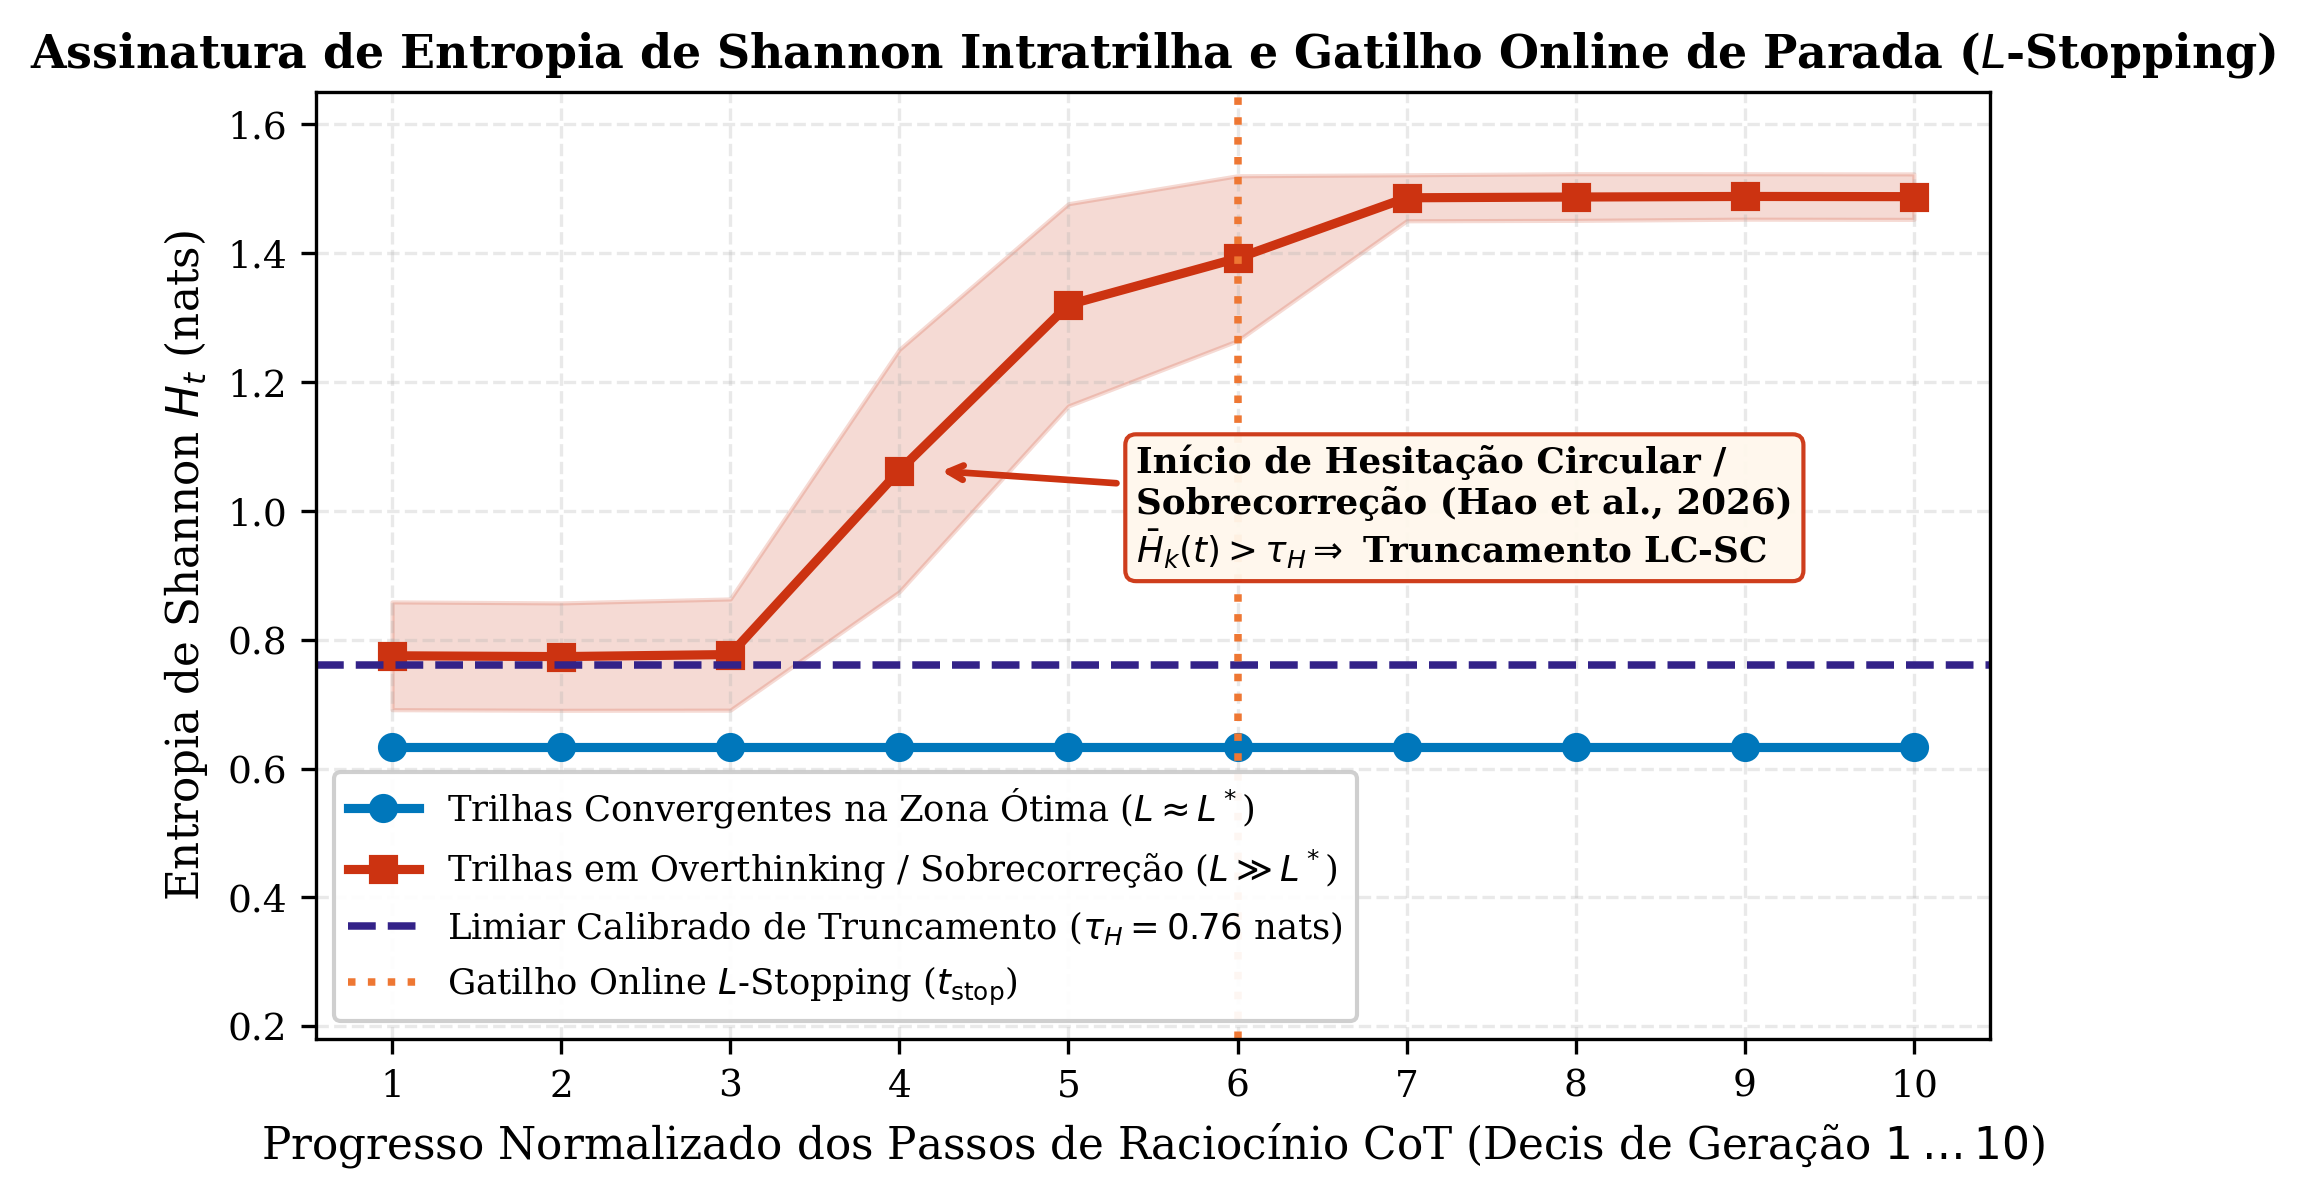 Assinatura de Entropia de Shannon Intratrilha e Gatilho Online de Parada (L-Stopping)
Entropia de Shannon Hₜ (nats)
1.6
1.4
1.2
1.0
0.8
0.6
0.4
0.2
Início de Hesitação Circular /
Sobrecorreção (Hao et al., 2026)
H̄ₖ(t) > τ_H ⇒ Truncamento LC-SC
Trilhas Convergentes na Zona Ótima (L ≈ L*)
Trilhas em Overthinking / Sobrecorreção (L ≫ L*)
Limiar Calibrado de Truncamento (τ_H = 0.76 nats)
Gatilho Online L-Stopping (t_stop)
1 2 3 4 5 6 7 8 9 10
Progresso Normalizado dos Passos de Raciocínio CoT (Decis de Geração 1 … 10)